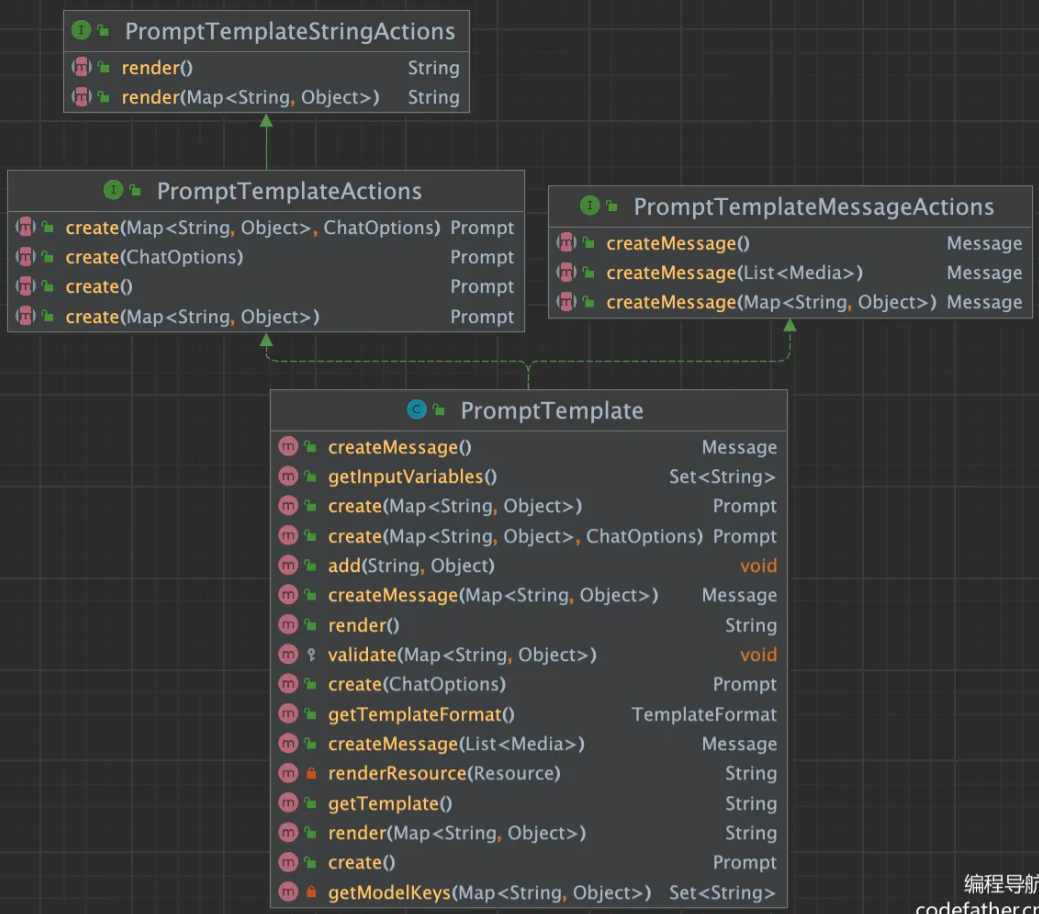 PromptTemplateStringActions
render() String
render(Map<String, Object>) String
PromptTemplateActions
create(Map<String, Object>, ChatOptions) Prompt
create(ChatOptions) Prompt
create() Prompt
create(Map<String, Object>) Prompt
PromptTemplateMessageActions
createMessage() Message
createMessage(List<Media>) Message
createMessage(Map<String, Object>) Message
PromptTemplate
createMessage() Message
getInputVariables() Set<String>
create(Map<String, Object>) Prompt
create(Map<String, Object>, ChatOptions) Prompt
add(String, Object) void
createMessage(Map<String, Object>) Message
render() String
validate(Map<String, Object>) void
create(ChatOptions) Prompt
getTemplateFormat() TemplateFormat
createMessage(List<Media>) Message
renderResource(Resource) String
getTemplate() String
render(Map<String, Object>) String
create() Prompt
getModelKeys(Map<String, Object>) Set<String>
编程导航
codefather.cn